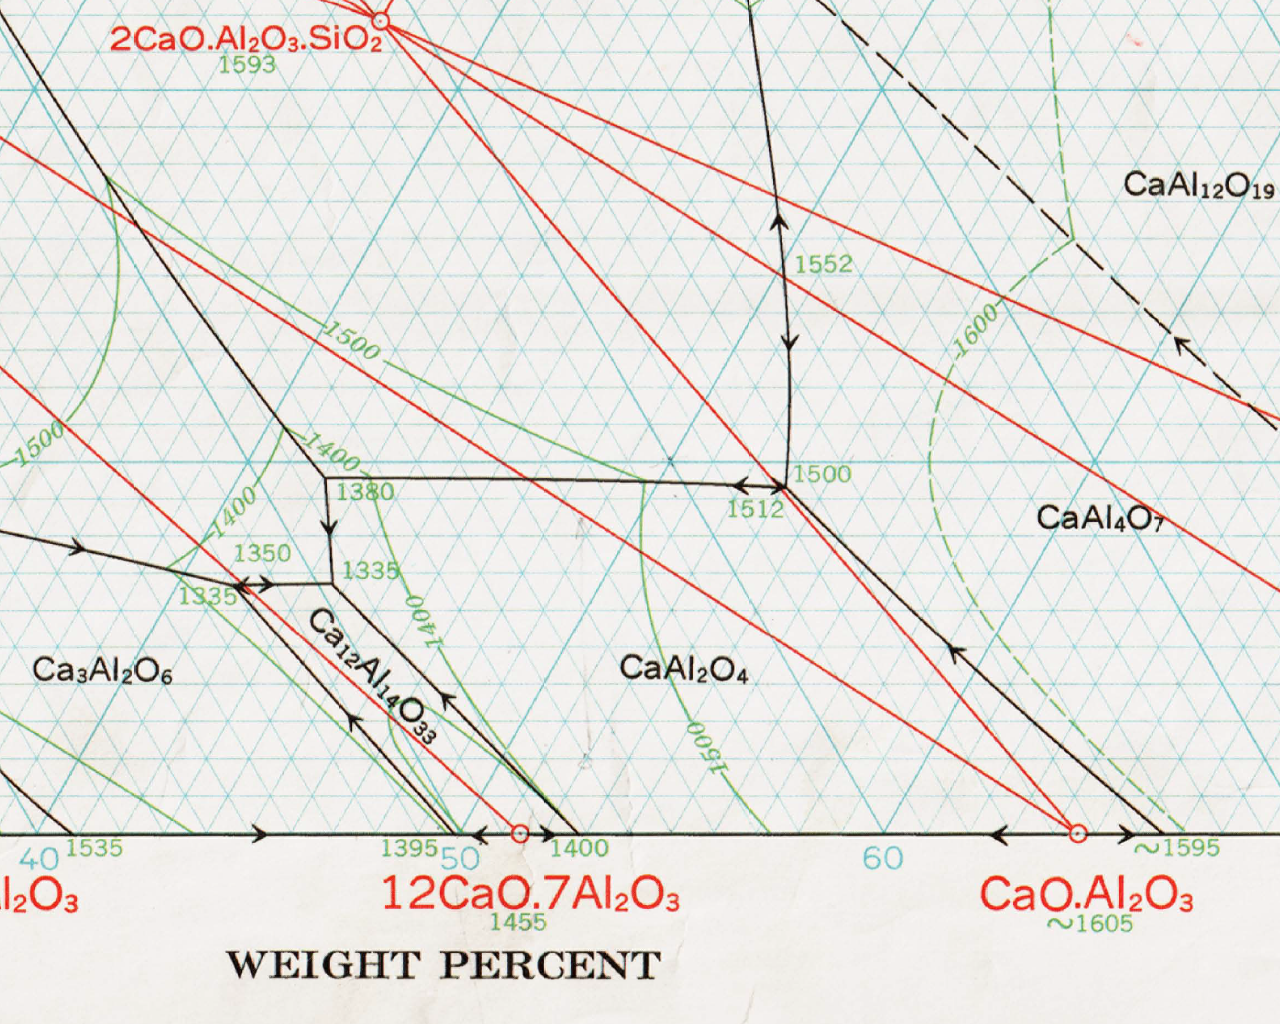 2CaO.Al₂O₃.SiO₂
1593
CaAl₁₂O₁₉
1552
1600
1500
1500
1400
1400
1380
1500
1512
CaAl₄O₇
1350
1335
1335
1400
Ca₃Al₂O₆
Ca₁₂Al₁₄O₃₃
CaAl₂O₄
1500
40
1535
1395
50
1400
60
~1595
l₂O₃
12CaO.7Al₂O₃
CaO.Al₂O₃
1455
~1605
WEIGHT PERCENT